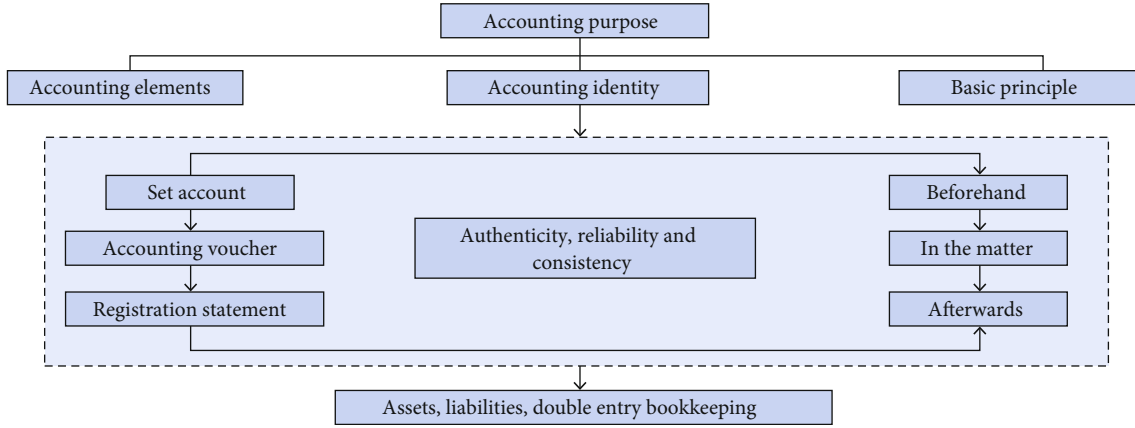 Accounting purpose
Accounting elements
Accounting identity
Basic principle
Set account
Beforehand
Accounting voucher
Authenticity, reliability and
consistency
In the matter
Registration statement
Afterwards
Assets, liabilities, double entry bookkeeping